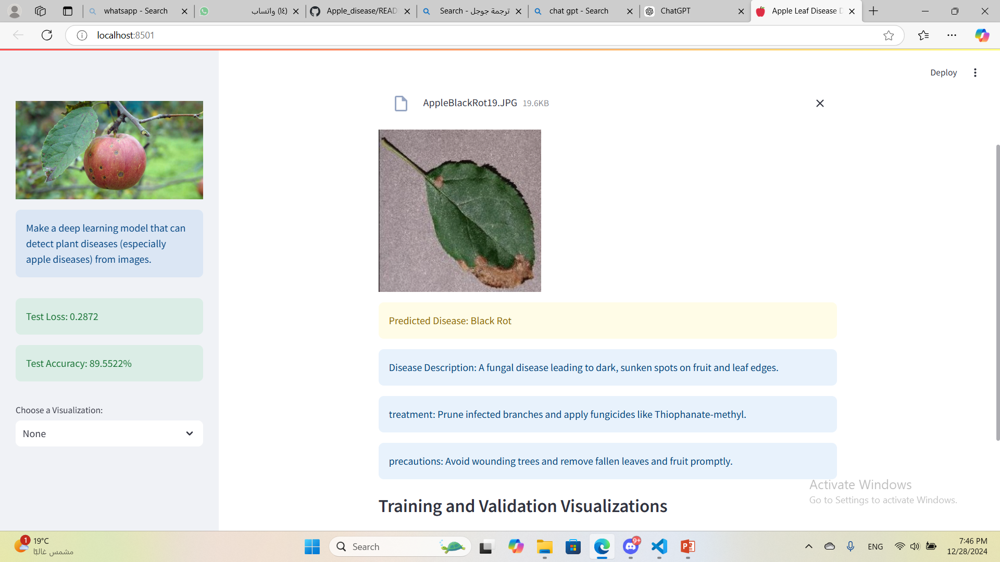 whatsapp - Search
(١٤) واتساب
Apple_disease/READ
ترجمة جوجل - Search
chat gpt - Search
ChatGPT
Apple Leaf Disease D
localhost:8501
Deploy
AppleBlackRot19.JPG 19.6KB
Make a deep learning model that can
detect plant diseases (especially
apple diseases) from images.
Test Loss: 0.2872
Test Accuracy: 89.5522%
Choose a Visualization:
None
Predicted Disease: Black Rot
Disease Description: A fungal disease leading to dark, sunken spots on fruit and leaf edges.
treatment: Prune infected branches and apply fungicides like Thiophanate-methyl.
precautions: Avoid wounding trees and remove fallen leaves and fruit promptly.
Training and Validation Visualizations
Activate Windows
Go to Settings to activate Windows.
1
19°C
مشمس غالبًا
Search
9+
ENG
7:46 PM
12/28/2024